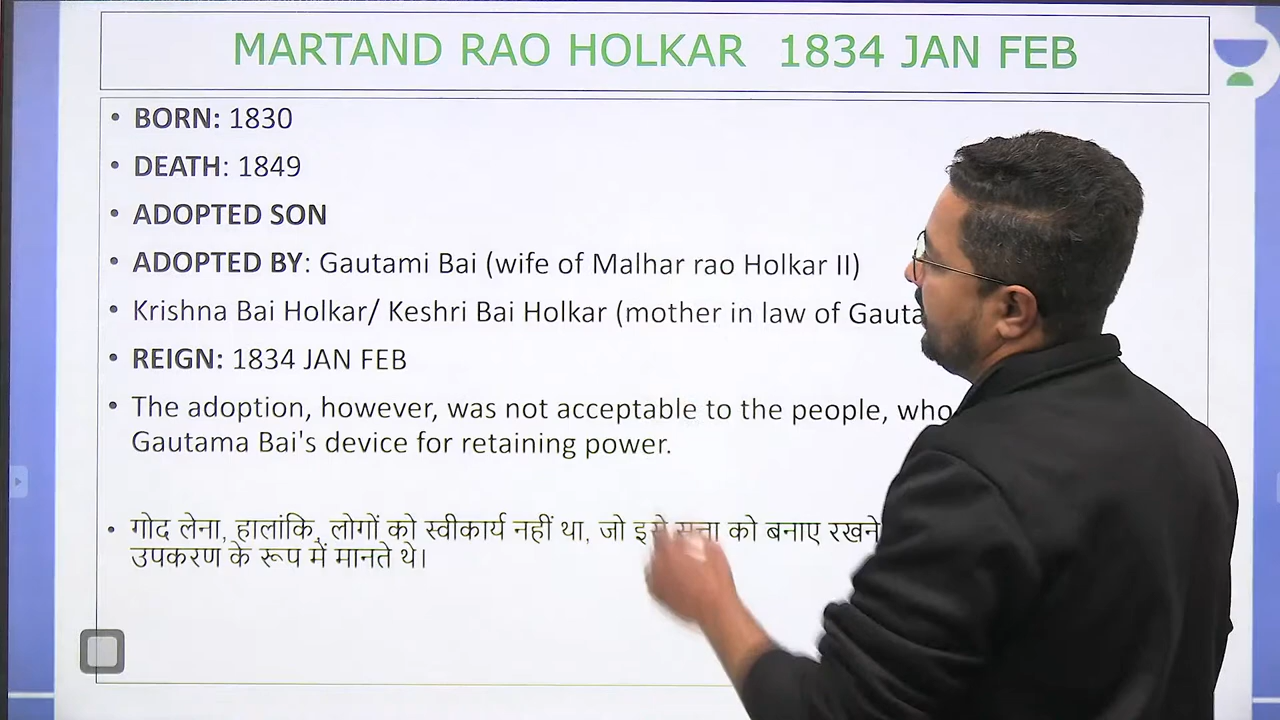 MARTAND RAO HOLKAR 1834 JAN FEB
• BORN: 1830
• DEATH: 1849
• ADOPTED SON
• ADOPTED BY: Gautami Bai (wife of Malhar rao Holkar II)
• Krishna Bai Holkar/ Keshri Bai Holkar (mother in law of
• REIGN: 1834 JAN FEB
• The adoption, however, was not acceptable to the people, who
Gautama Bai's device for retaining power.
• गोद लेना, हालांकि, लोगों को स्वीकार्य नहीं था, जो इसे सत्ता को बनाए रखने
उपकरण के रूप में मानते थे।